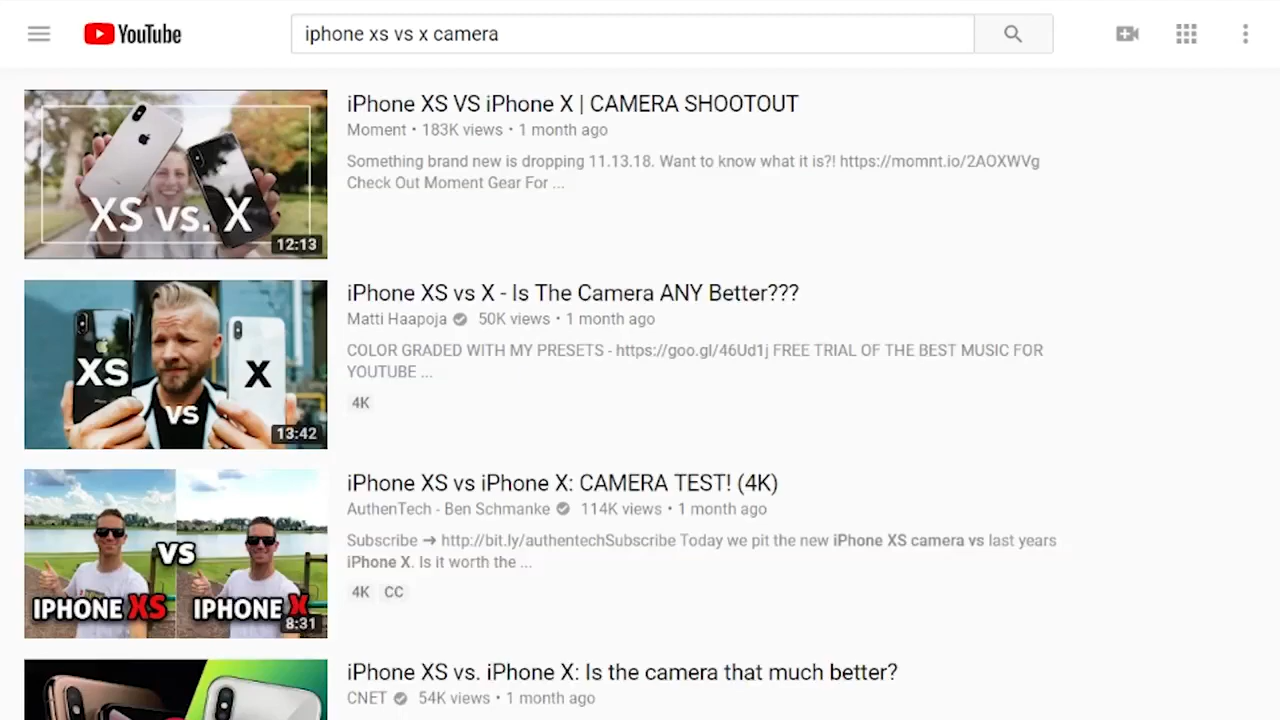 YouTube
iphone xs vs x camera
XS vs. X
12:13
iPhone XS VS iPhone X | CAMERA SHOOTOUT
Moment • 183K views • 1 month ago
Something brand new is dropping 11.13.18. Want to know what it is?! https://momnt.io/2AOXWVg
Check Out Moment Gear For ...
XS
X
VS
13:42
iPhone XS vs X - Is The Camera ANY Better???
Matti Haapoja 50K views • 1 month ago
COLOR GRADED WITH MY PRESETS - https://goo.gl/46Ud1j FREE TRIAL OF THE BEST MUSIC FOR
YOUTUBE ...
4K
VS
IPHONE XS
IPHONE X
8:31
iPhone XS vs iPhone X: CAMERA TEST! (4K)
AuthenTech - Ben Schmanke 114K views • 1 month ago
Subscribe ➞ http://bit.ly/authentechSubscribe Today we pit the new iPhone XS camera vs last years
iPhone X. Is it worth the ...
4K CC
iPhone XS vs. iPhone X: Is the camera that much better?
CNET 54K views • 1 month ago